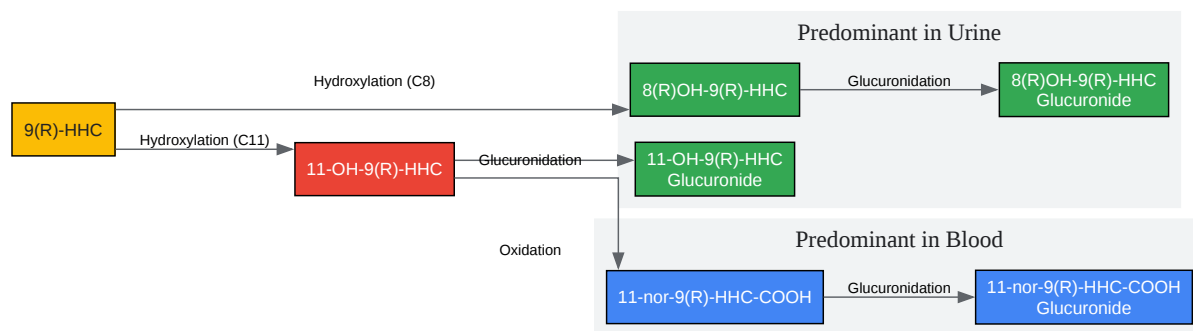 Predominant in Urine
Hydroxylation (C8)
8(R)OH-9(R)-HHC
Glucuronidation
8(R)OH-9(R)-HHC
Glucuronide
9(R)-HHC
Hydroxylation (C11)
11-OH-9(R)-HHC
Glucuronidation
11-OH-9(R)-HHC
Glucuronide
Predominant in Blood
Oxidation
11-nor-9(R)-HHC-COOH
Glucuronidation
11-nor-9(R)-HHC-COOH
Glucuronide